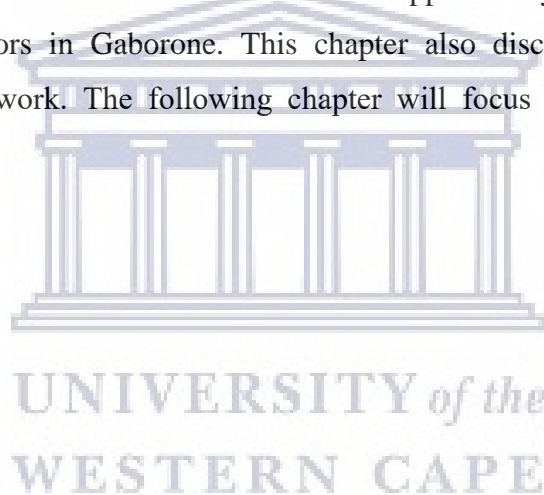 ors in Gaborone. This chapter also disc
work. The following chapter will focus
UNIVERSITY of the
WESTERN CAPE